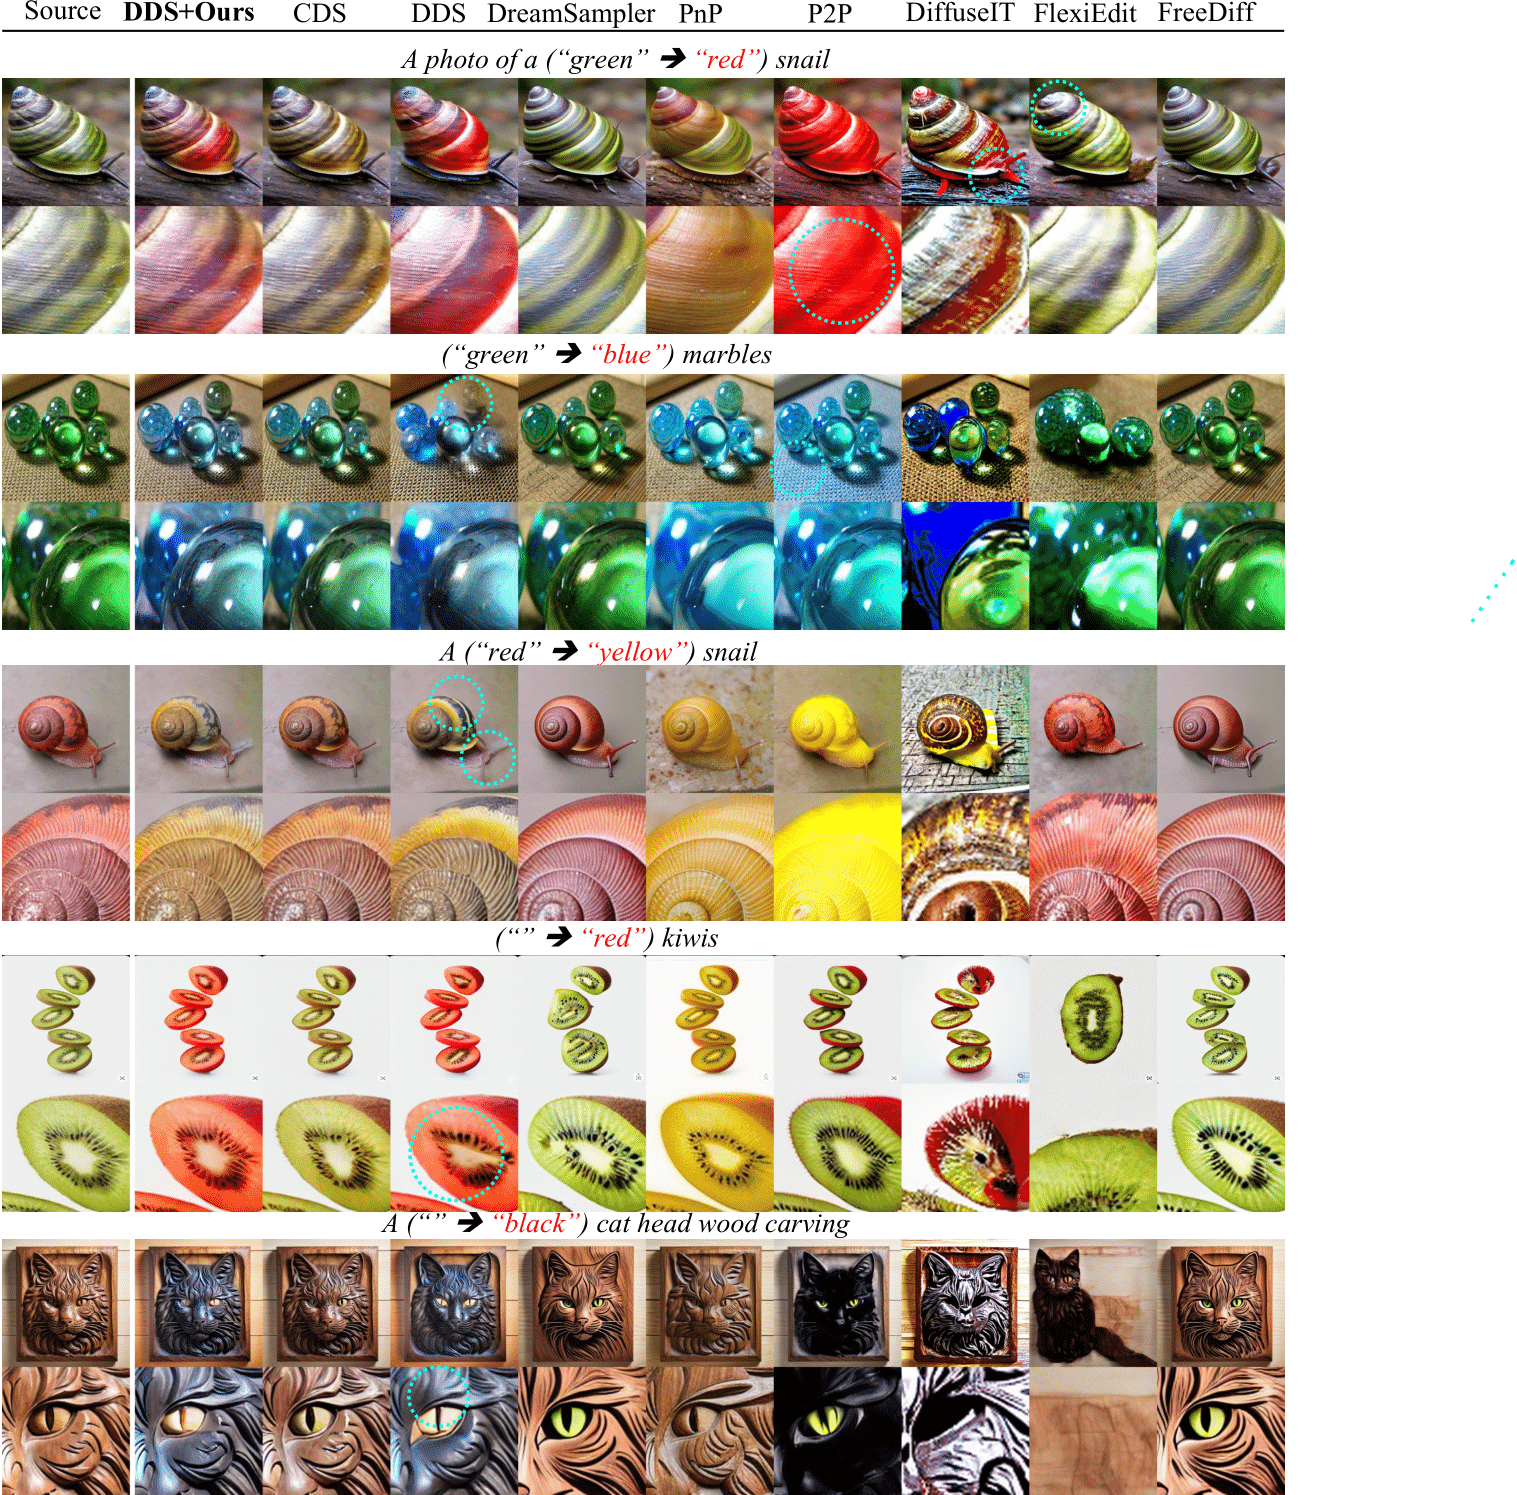 Source DDS+Ours CDS DDS DreamSampler PnP P2P DiffuseIT FlexiEdit FreeDiff
A photo of a (“green” ➔ “red”) snail
(“green” ➔ “blue”) marbles
A (“red” ➔ “yellow”) snail
(“” ➔ “red”) kiwis
A (“” ➔ “black”) cat head wood carving